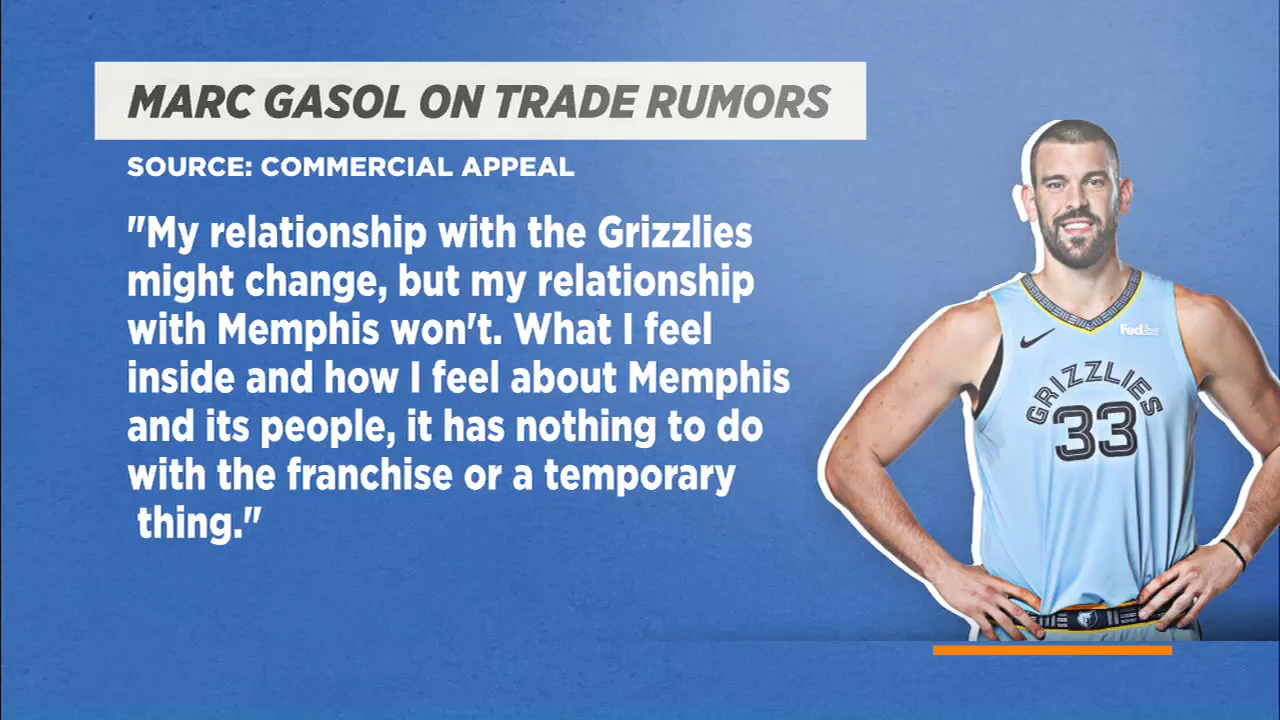 MARC GASOL ON TRADE RUMORS
SOURCE: COMMERCIAL APPEAL
"My relationship with the Grizzlies
might change, but my relationship
with Memphis won't. What I feel
inside and how I feel about Memphis
and its people, it has nothing to do
with the franchise or a temporary
thing."
FedEx
GRIZZLIES
33